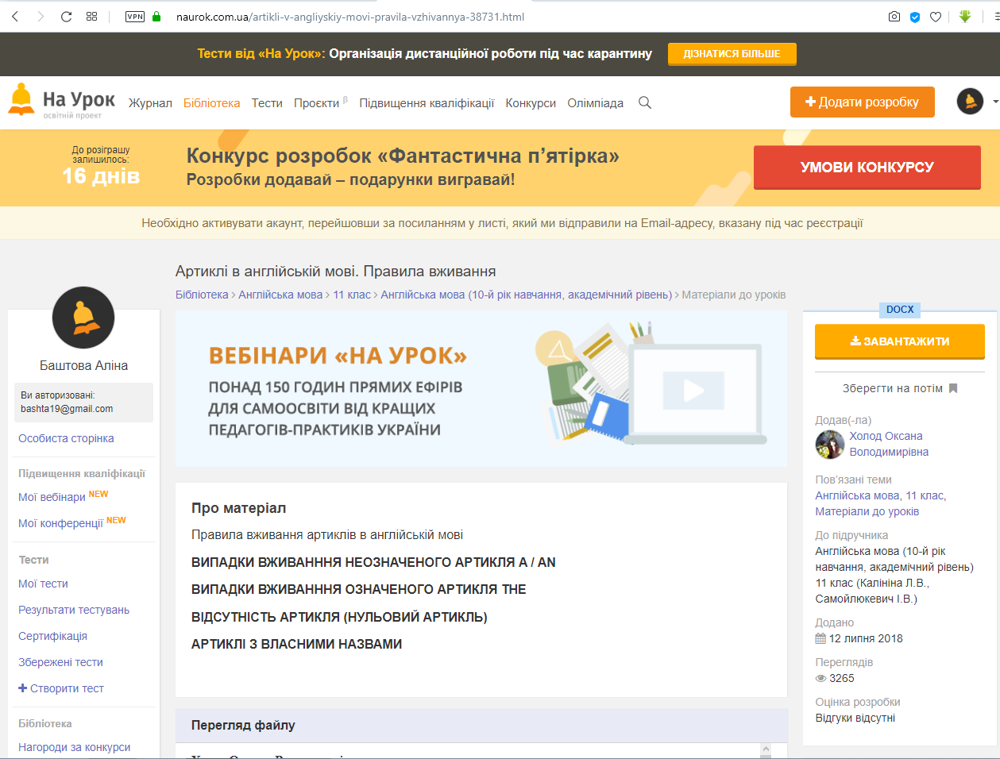 VPN
naurok.com.ua/artikli-v-angliyskiy-movi-pravila-vzhivannya-38731.html
Тести від «На Урок»: Організація дистанційної роботи під час карантину
ДІЗНАТИСЯ БІЛЬШЕ
На Урок
освітній проект
Журнал Бібліотека Тести Проєкти β Підвищення кваліфікації Конкурси Олімпіада
Додати розробку
До розіграшу
залишилось:
16 днів
Конкурс розробок «Фантастична п’ятірка»
Розробки додавай – подарунки вигравай!
УМОВИ КОНКУРСУ
Необхідно активувати акаунт, перейшовши за посиланням у листі, який ми відправили на Email-адресу, вказану під час реєстрації
Баштова Аліна
Ви авторизовані:
bashta19@gmail.com
Особиста сторінка
Підвищення кваліфікації
Мої вебінари NEW
Мої конференції NEW
Тести
Мої тести
Результати тестувань
Сертифікація
Збережені тести
Створити тест
Бібліотека
Нагороди за конкурси
Артиклі в англійській мові. Правила вживання
Бібліотека > Англійська мова > 11 клас > Англійська мова (10-й рік навчання, академічний рівень) > Матеріали до уроків
ВЕБІНАРИ «НА УРОК»
ПОНАД 150 ГОДИН ПРЯМИХ ЕФІРІВ
ДЛЯ САМООСВІТИ ВІД КРАЩИХ
ПЕДАГОГІВ-ПРАКТИКІВ УКРАЇНИ
Про матеріал
Правила вживання артиклів в англійській мові
ВИПАДКИ ВЖИВАНННЯ НЕОЗНАЧЕНОГО АРТИКЛЯ A / AN
ВИПАДКИ ВЖИВАНННЯ ОЗНАЧЕНОГО АРТИКЛЯ THE
ВІДСУТНІСТЬ АРТИКЛЯ (НУЛЬОВИЙ АРТИКЛЬ)
АРТИКЛІ З ВЛАСНИМИ НАЗВАМИ
Перегляд файлу
DOCX
ЗАВАНТАЖИТИ
Зберегти на потім
Додав(-ла)
Холод Оксана
Володимирівна
Пов’язані теми
Англійська мова, 11 клас,
Матеріали до уроків
До підручника
Англійська мова (10-й рік
навчання, академічний рівень)
11 клас (Калініна Л.В.,
Самойлюкевич І.В.)
Додано
12 липня 2018
Переглядів
3265
Оцінка розробки
Відгуки відсутні